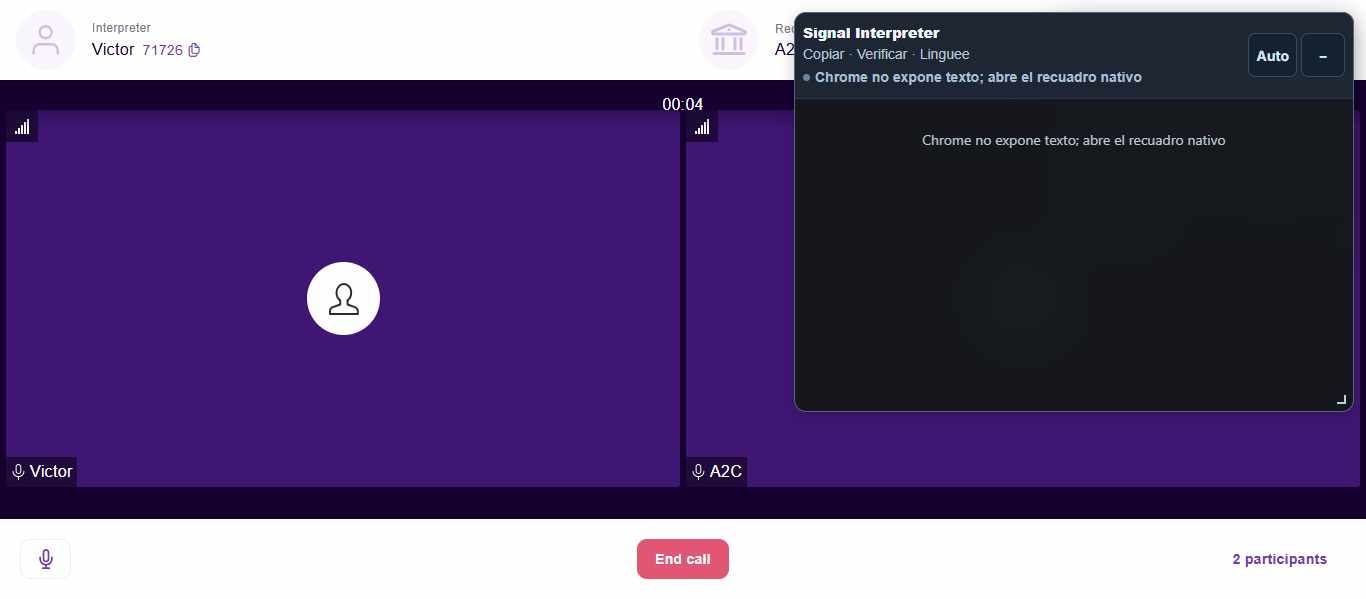 Interpreter
Victor 71726
Rec
A2
Signal Interpreter
Copiar · Verificar · Linguee
Chrome no expone texto; abre el recuadro nativo
Auto
–
00:04
Chrome no expone texto; abre el recuadro nativo
Victor
A2C
End call
2 participants